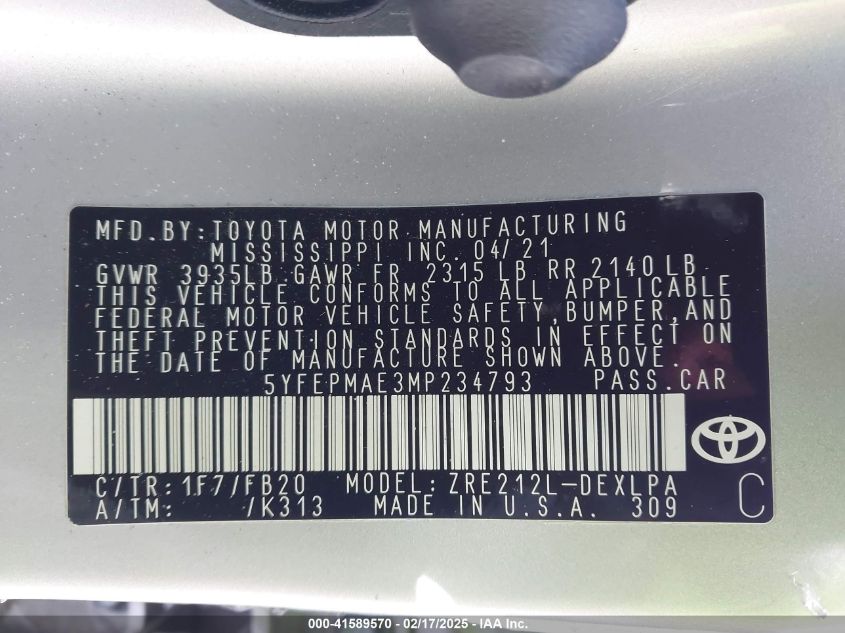 MFD.BY:TOYOTA MOTOR MANUFACTURING
MISSISSIPPI INC. 04/21
GVWR 3935LB GAWR FR 2315 LB RR 2140 LB
THIS VEHICLE CONFORMS TO ALL APPLICABLE
FEDERAL MOTOR VEHICLE SAFETY,BUMPER,AND
THEFT PREVENTION STANDARDS IN EFFECT ON
THE DATE OF MANUFACTURE SHOWN ABOVE.
5YFEPMAE3MP234793 PASS.CAR
C/TR: 1F7/FB20 MODEL: ZRE212L-DEXLPA
A/TM: /K313 MADE IN U.S.A. 309 C
000-41589570 - 02/17/2025 - IAA Inc.